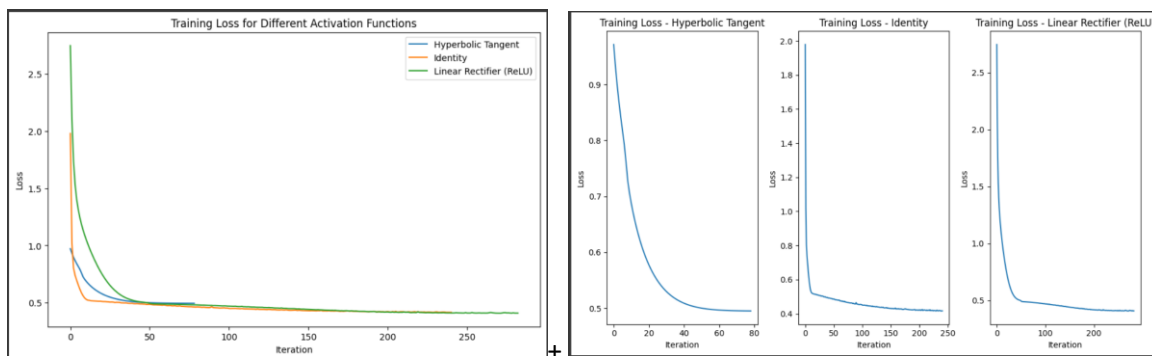 Training Loss for Different Activation Functions
Hyperbolic Tangent
Identity
Linear Rectifier (ReLU)
Loss
2.5
2.0
1.5
1.0
0.5
0 50 100 150 200 250
Iteration
+
Training Loss - Hyperbolic Tangent
Loss
0.9
0.8
0.7
0.6
0.5
0 20 40 60 80
Iteration
Training Loss - Identity
Loss
2.0
1.8
1.6
1.4
1.2
1.0
0.8
0.6
0.4
0 50 100 150 200 250
Iteration
Training Loss - Linear Rectifier (ReLU
Loss
2.5
2.0
1.5
1.0
0.5
0 100 200
Iteration